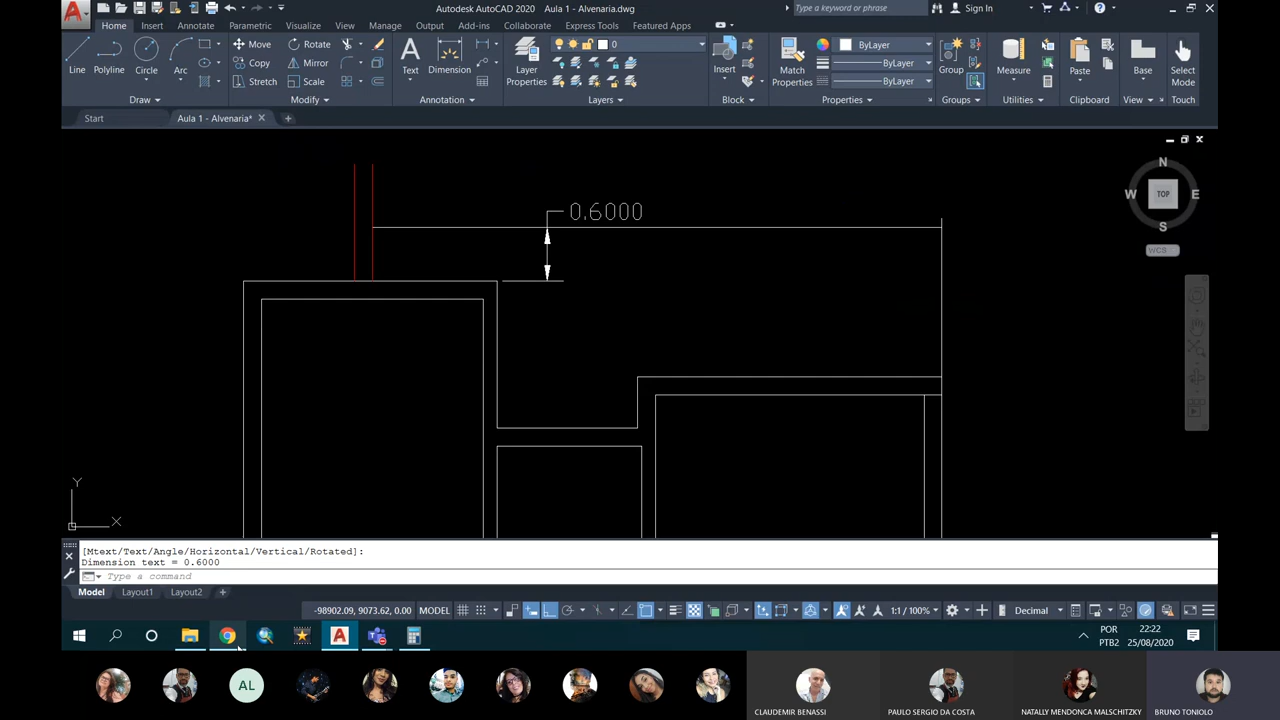 Autodesk AutoCAD 2020 Aula 1 - Alvenaria.dwg
Type a keyword or phrase
Sign In
Home Insert Annotate Parametric Visualize View Manage Output Add-ins Collaborate Express Tools Featured Apps
Line Polyline Circle Arc
Move Rotate
Copy Mirror
Stretch Scale
Text Dimension
Layer Properties
0
Insert
Match Properties
ByLayer
ByLayer
ByLayer
Group Measure Paste Base
Select Mode
Draw Modify Annotation Layers Block Properties Groups Utilities Clipboard View Touch
Start Aula 1 - Alvenaria*
N
W TOP E
S
WCS
0.6000
Y
X
[Mtext/Text/Angle/Horizontal/Vertical/Rotated]:
Dimension text = 0.6000
Type a command
Model Layout1 Layout2 +
-98902.09, 9073.62, 0.00 MODEL
1:1 / 100%
Decimal
POR
PTB2
22:22
25/08/2020
AL
CLAUDEMIR BENASSI
PAULO SERGIO DA COSTA
NATALLY MENDONCA MALSCHITZKY
BRUNO TONIOLO